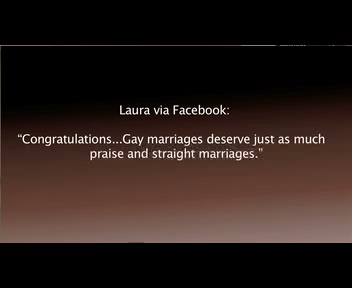 Laura via Facebook:
“Congratulations...Gay marriages deserve just as much
praise and straight marriages.”